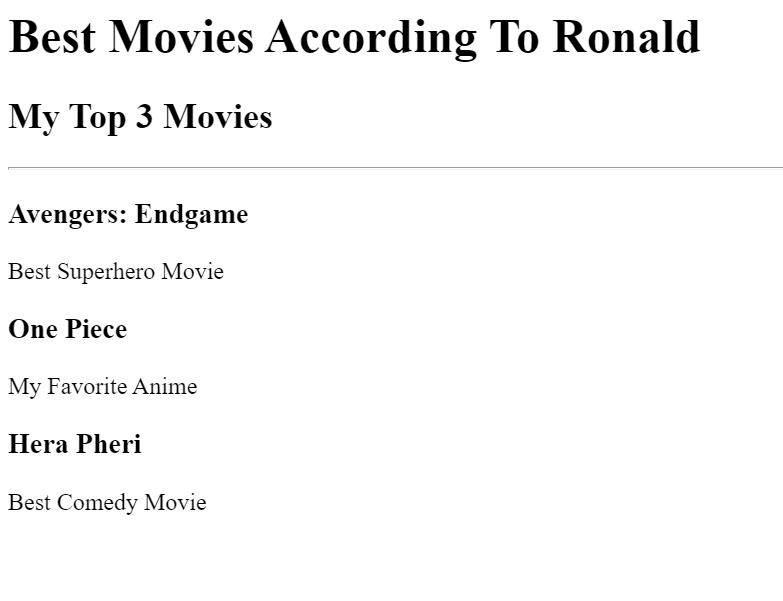 Best Movies According To Ronald
My Top 3 Movies
Avengers: Endgame
Best Superhero Movie
One Piece
My Favorite Anime
Hera Pheri
Best Comedy Movie